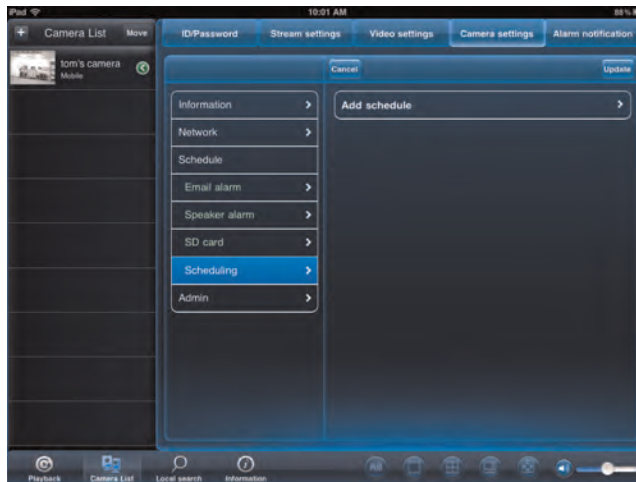 iPad 10:01 AM 88%
+ Camera List Move
ID/Password Stream settings Video settings Camera settings Alarm notification
tom's camera
Mobile
Cancel Update
Information
Network
Schedule
Email alarm
Speaker alarm
SD card
Scheduling
Admin
Add schedule
Playback Camera List Local search Information
All